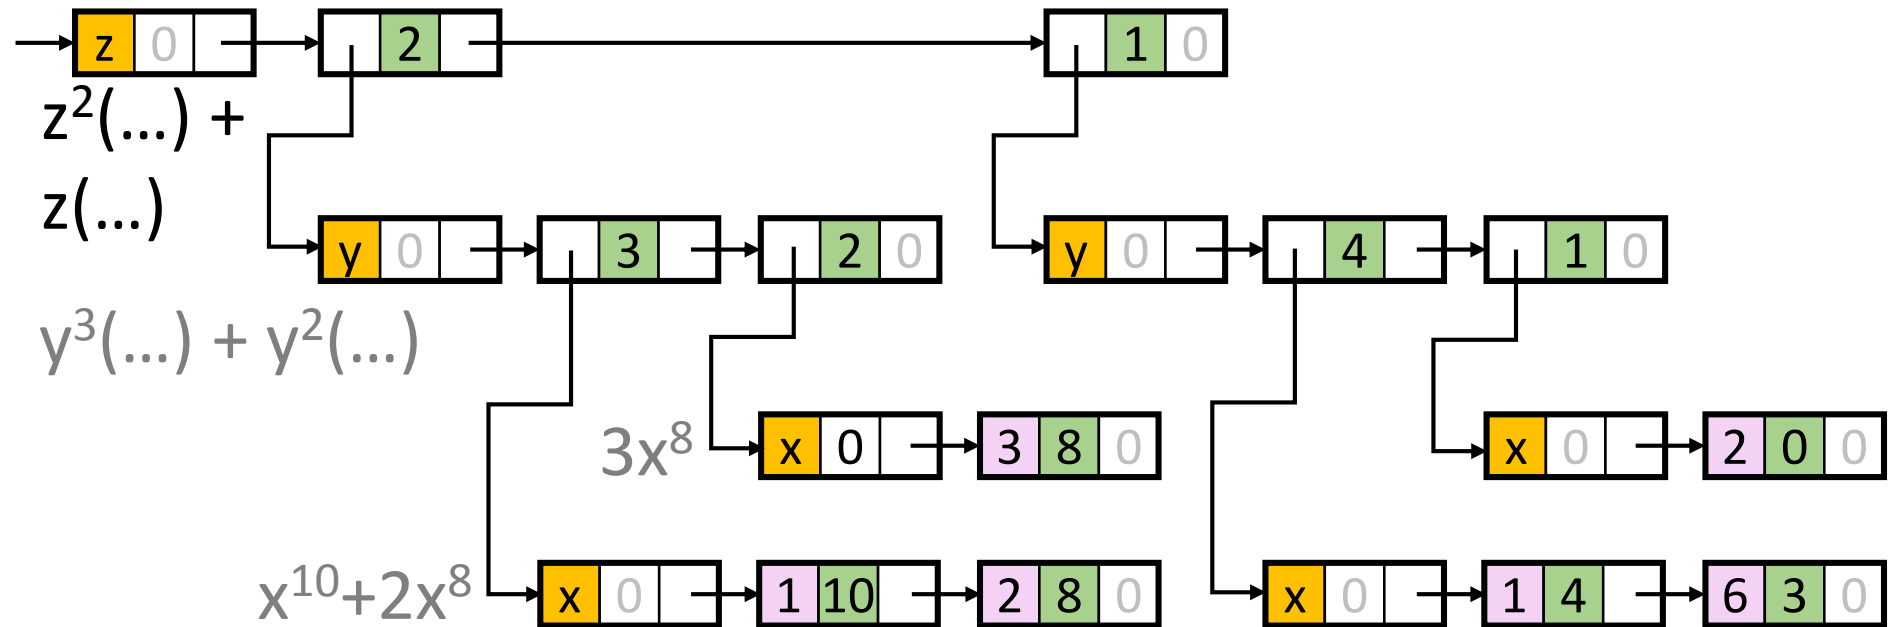 z 0 2 1 0
z²(...) +
z(...)
y 0 3 2 0 y 0 4 1 0
y³(...) + y²(...)
3x⁸ x 0 3 8 0 x 0 2 0 0
x¹⁰+2x⁸ x 0 1 10 2 8 0 x 0 1 4 6 3 0